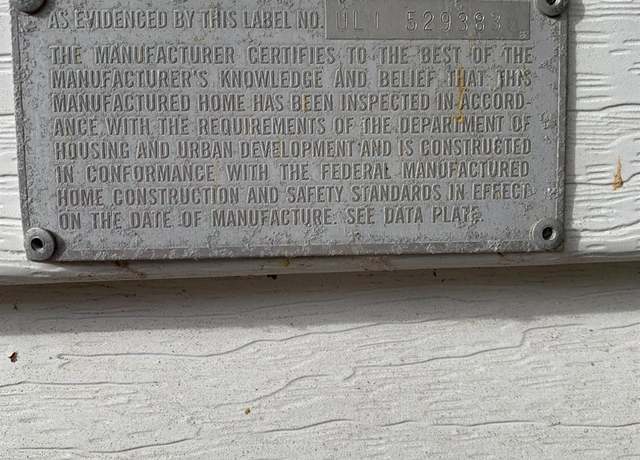 AS EVIDENCED BY THIS LABEL NO. ULI 529383
THE MANUFACTURER CERTIFIES TO THE BEST OF THE
MANUFACTURER'S KNOWLEDGE AND BELIEF THAT THIS
MANUFACTURED HOME HAS BEEN INSPECTED IN ACCORD-
ANCE WITH THE REQUIREMENTS OF THE DEPARTMENT OF
HOUSING AND URBAN DEVELOPMENT AND IS CONSTRUCTED
IN CONFORMANCE WITH THE FEDERAL MANUFACTURED
HOME CONSTRUCTION AND SAFETY STANDARDS IN EFFECT
ON THE DATE OF MANUFACTURE. SEE DATA PLATE.